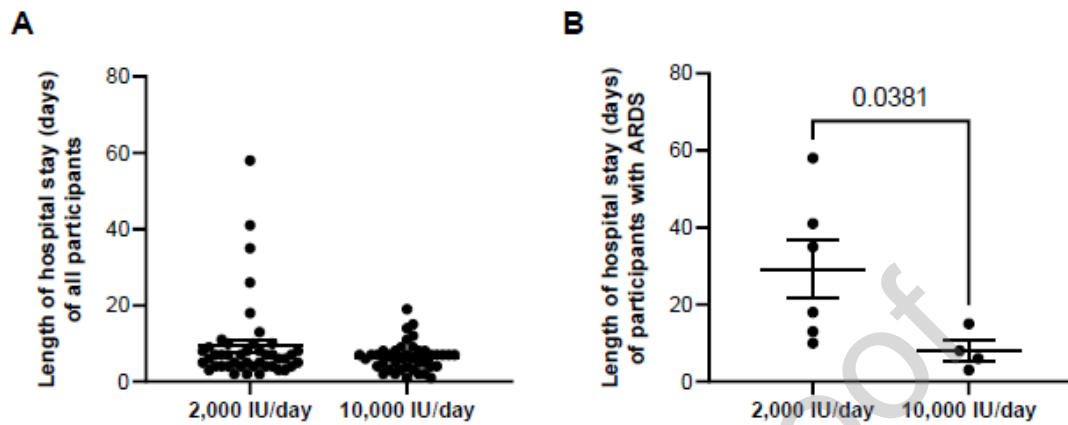 A
Length of hospital stay (days)
of all participants
80
60
40
20
0
2,000 IU/day
10,000 IU/day
B
Length of hospital stay (days)
of participants with ARDS
80
60
40
20
0
0.0381
2,000 IU/day
10,000 IU/day
oof